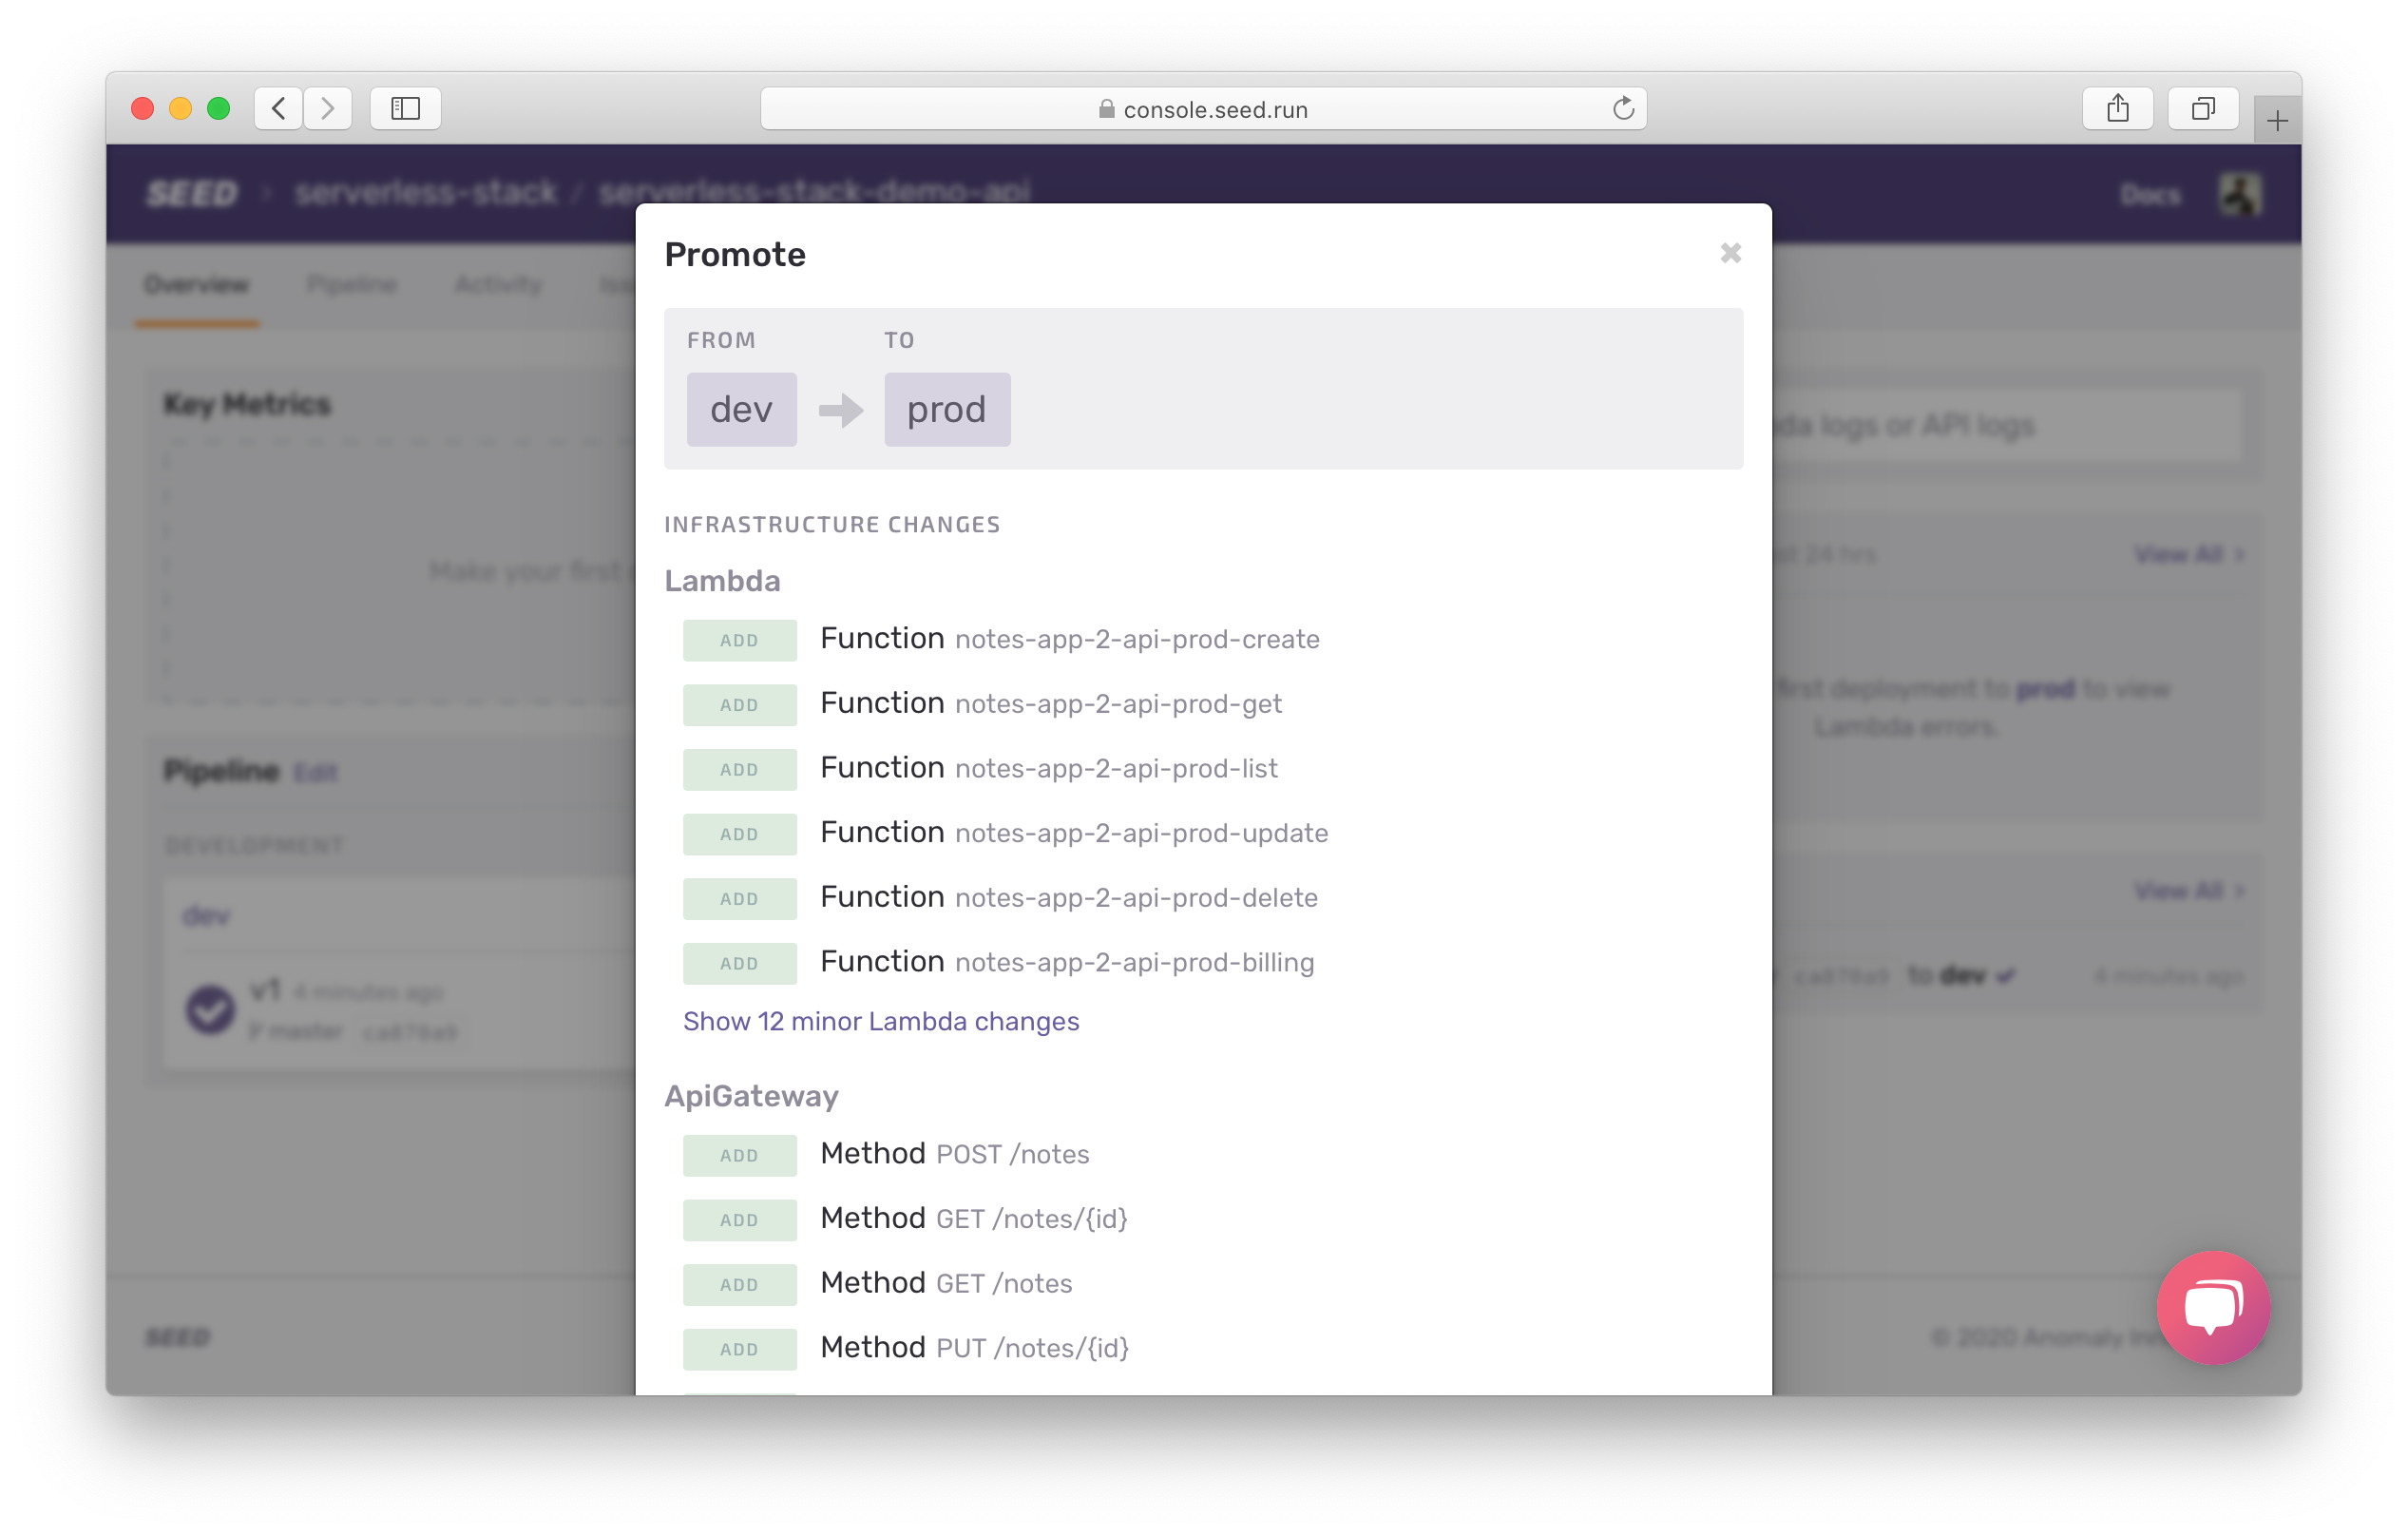 console.seed.run
SEED › serverless-stack / serverless-stack-demo-api
Docs
Overview
Pipeline
Activity
Promote
FROM
TO
dev
prod
INFRASTRUCTURE CHANGES
Lambda
ADD Function notes-app-2-api-prod-create
ADD Function notes-app-2-api-prod-get
ADD Function notes-app-2-api-prod-list
ADD Function notes-app-2-api-prod-update
ADD Function notes-app-2-api-prod-delete
ADD Function notes-app-2-api-prod-billing
Show 12 minor Lambda changes
ApiGateway
ADD Method POST /notes
ADD Method GET /notes/{id}
ADD Method GET /notes
ADD Method PUT /notes/{id}
Key Metrics
Make your first
Pipeline Edit
DEVELOPMENT
dev
v1 4 minutes ago
master ca870a9
logs or API logs
24 hrs
View All ›
first deployment to prod to view
Lambda errors.
View All ›
ca870a9 to dev
4 minutes ago
SEED
© 2020 Anomaly